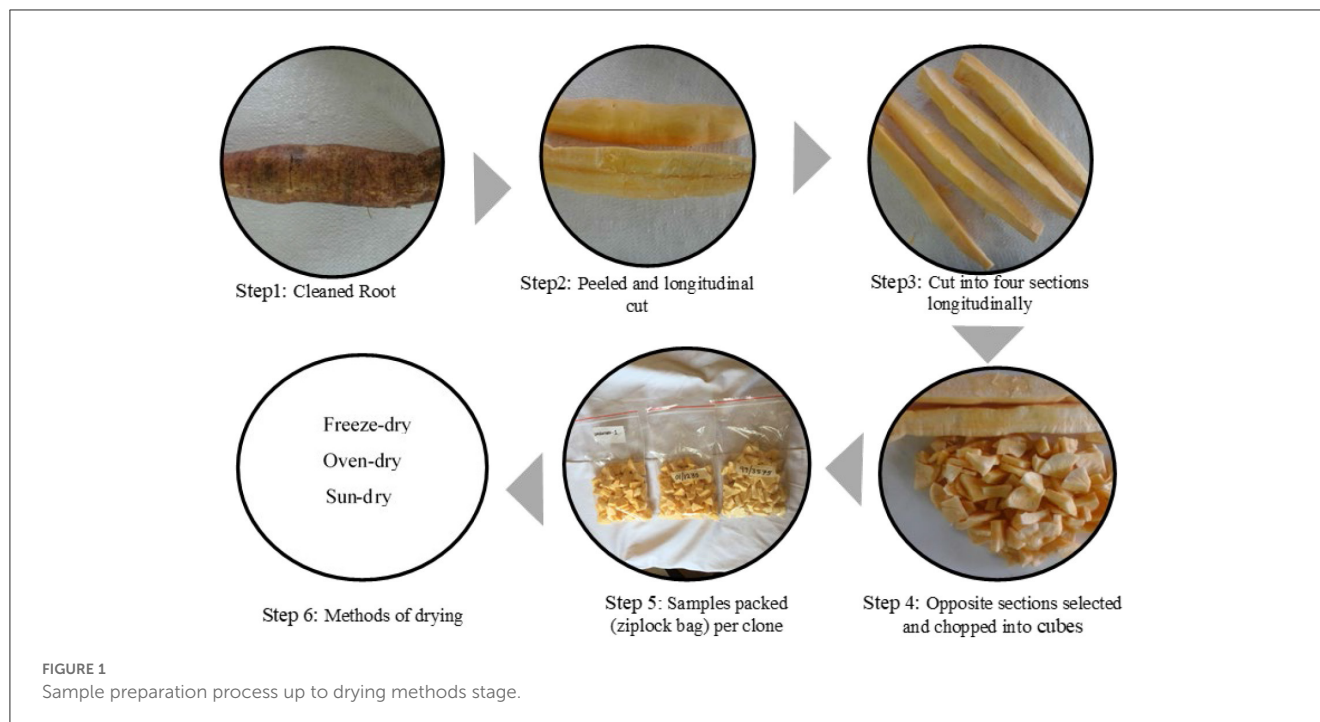 Step1: Cleaned Root
Step2: Peeled and longitudinal
cut
Step3: Cut into four sections
longitudinally
Step 4: Opposite sections selected
and chopped into cubes
Step 5: Samples packed
(ziplock bag) per clone
Freeze-dry
Oven-dry
Sun-dry
Step 6: Methods of drying
FIGURE 1
Sample preparation process up to drying methods stage.